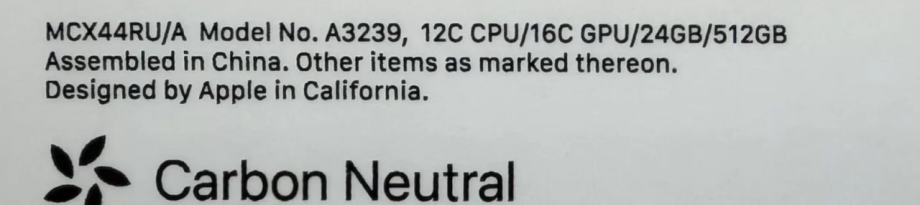 MCX44RU/A Model No. A3239, 12C CPU/16C GPU/24GB/512GB
Assembled in China. Other items as marked thereon.
Designed by Apple in California.
Carbon Neutral